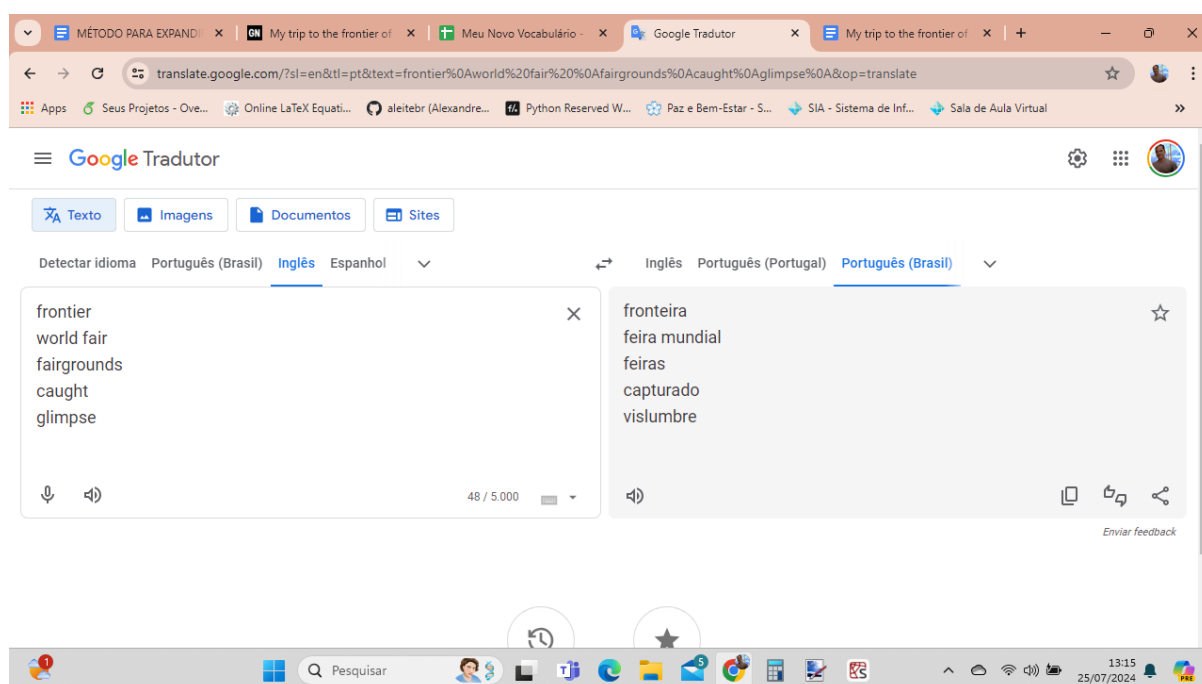 MÉTODO PARA EXPANDI
GN My trip to the frontier of
Meu Novo Vocabulário -
Google Tradutor
My trip to the frontier of
translate.google.com/?sl=en&tl=pt&text=frontier%0Aworld%20fair%20%0Afairgrounds%0Acaught%0Aglimpse%0A&op=translate
Apps
Seus Projetos - Ove...
Online LaTeX Equati...
aleitebr (Alexandre...
Python Reserved W...
Paz e Bem-Estar - S...
SIA - Sistema de Inf...
Sala de Aula Virtual
»
Google Tradutor
Texto
Imagens
Documentos
Sites
Detectar idioma Português (Brasil) Inglês Espanhol
Inglês Português (Portugal) Português (Brasil)
frontier
world fair
fairgrounds
caught
glimpse
48 / 5.000
fronteira
feira mundial
feiras
capturado
vislumbre
Enviar feedback
1
Pesquisar
5
13:15
25/07/2024
PRE